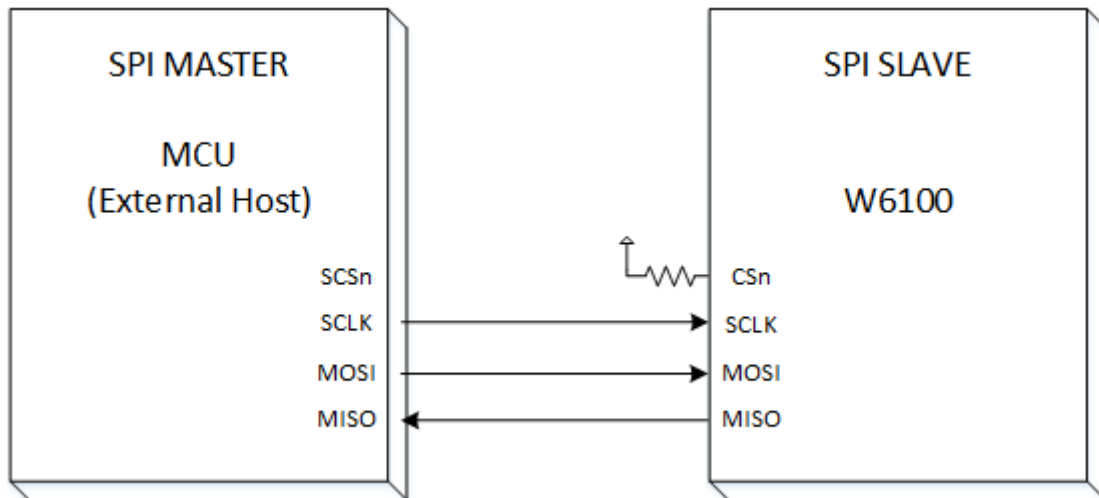 SPI MASTER
MCU
(External Host)
SCSn
SCLK
MOSI
MISO
SPI SLAVE
W6100
CSn
SCLK
MOSI
MISO